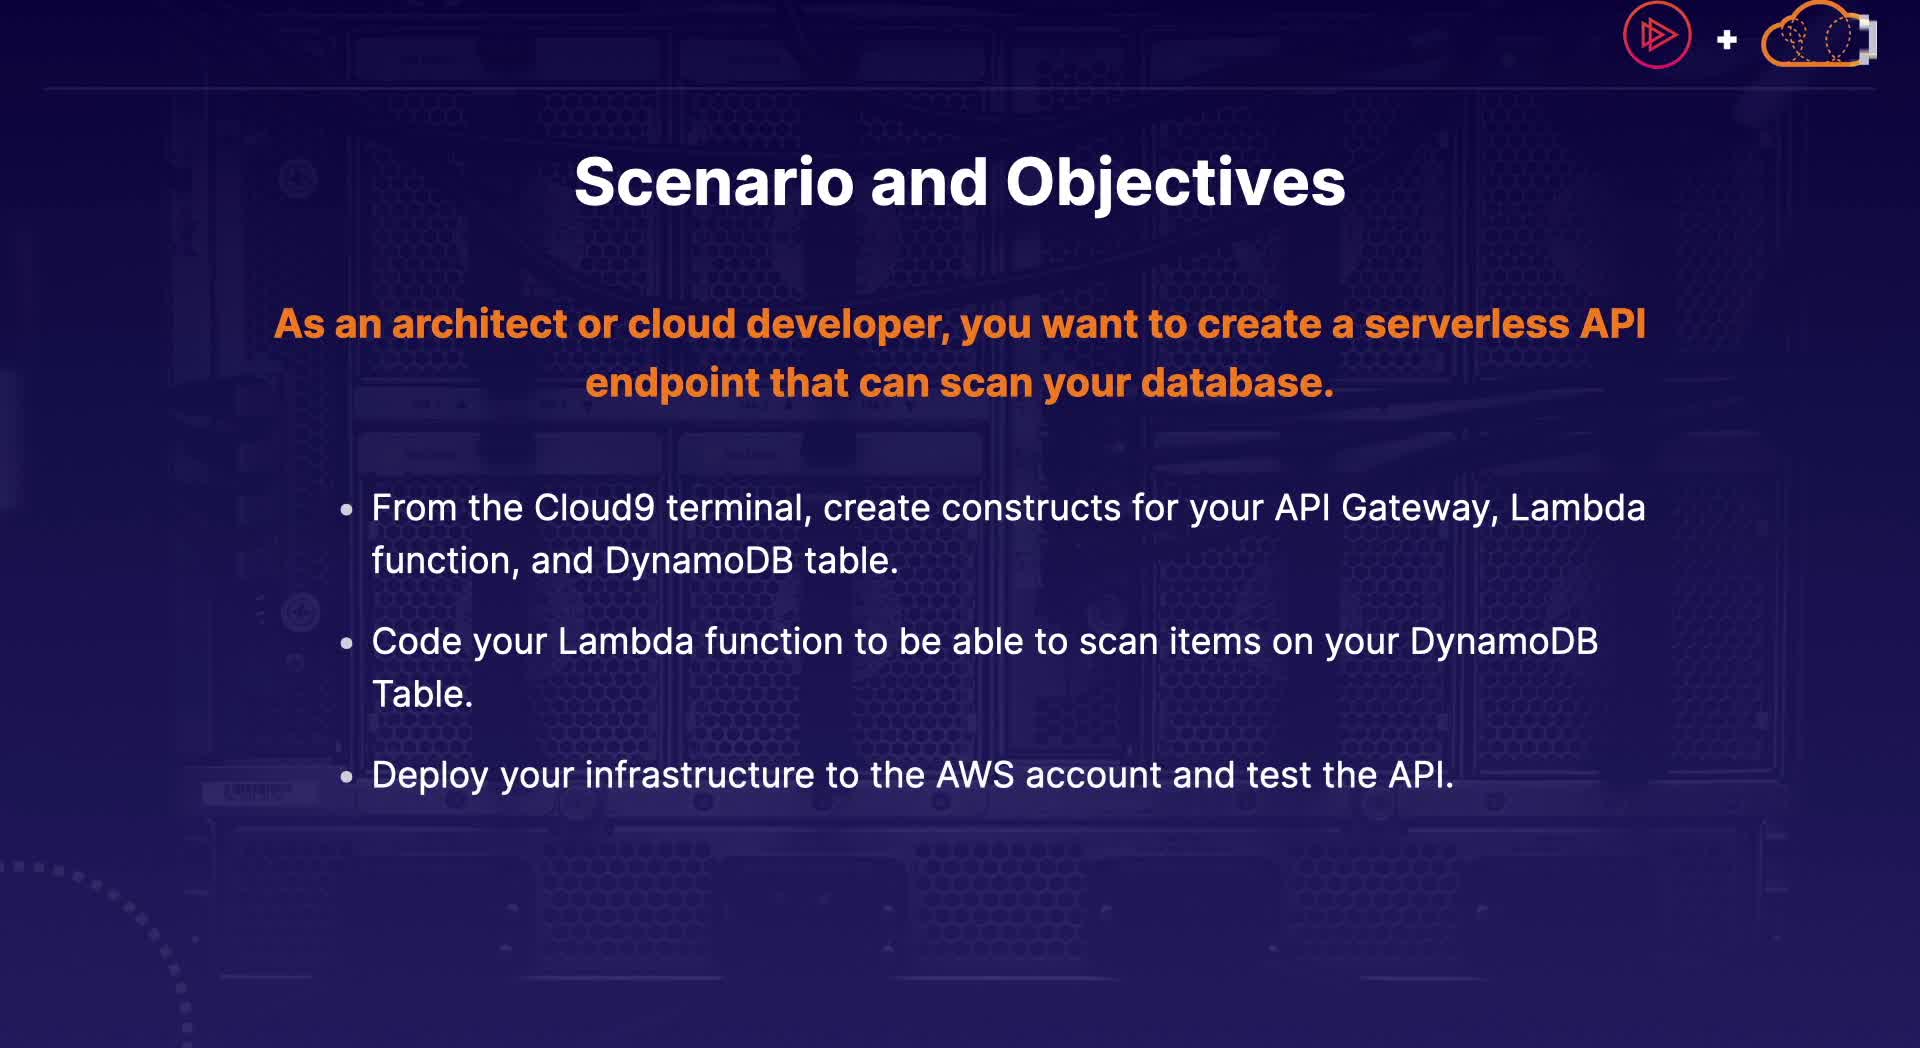 Scenario and Objectives
As an architect or cloud developer, you want to create a serverless API
endpoint that can scan your database.
• From the Cloud9 terminal, create constructs for your API Gateway, Lambda
function, and DynamoDB table.
• Code your Lambda function to be able to scan items on your DynamoDB
Table.
• Deploy your infrastructure to the AWS account and test the API.